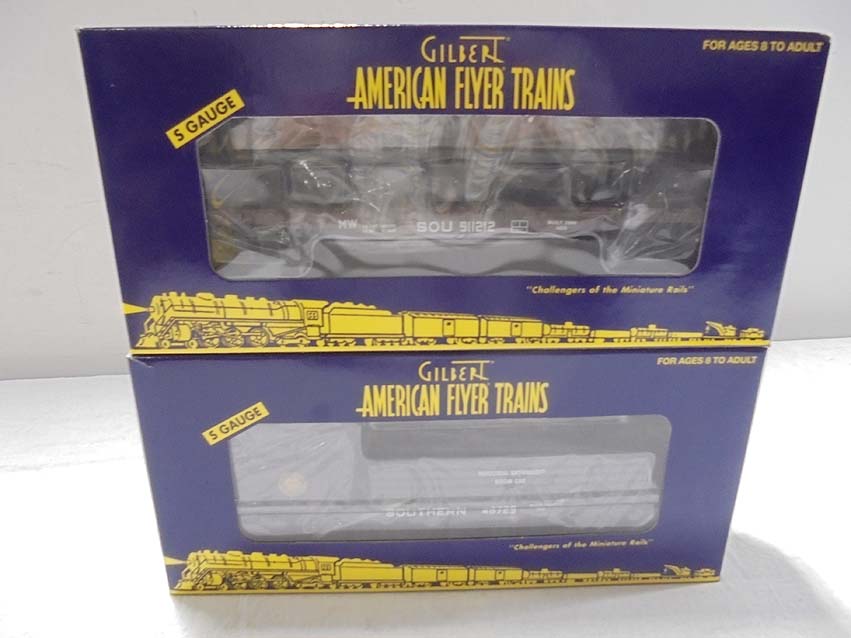 GILBERT
AMERICAN FLYER TRAINS
FOR AGES 8 TO ADULT
S GAUGE
MW
SOU 911212
"Challengers of the Miniature Rails"
GILBERT
AMERICAN FLYER TRAINS
FOR AGES 8 TO ADULT
S GAUGE
SOUTHERN
"Challengers of the Miniature Rails"